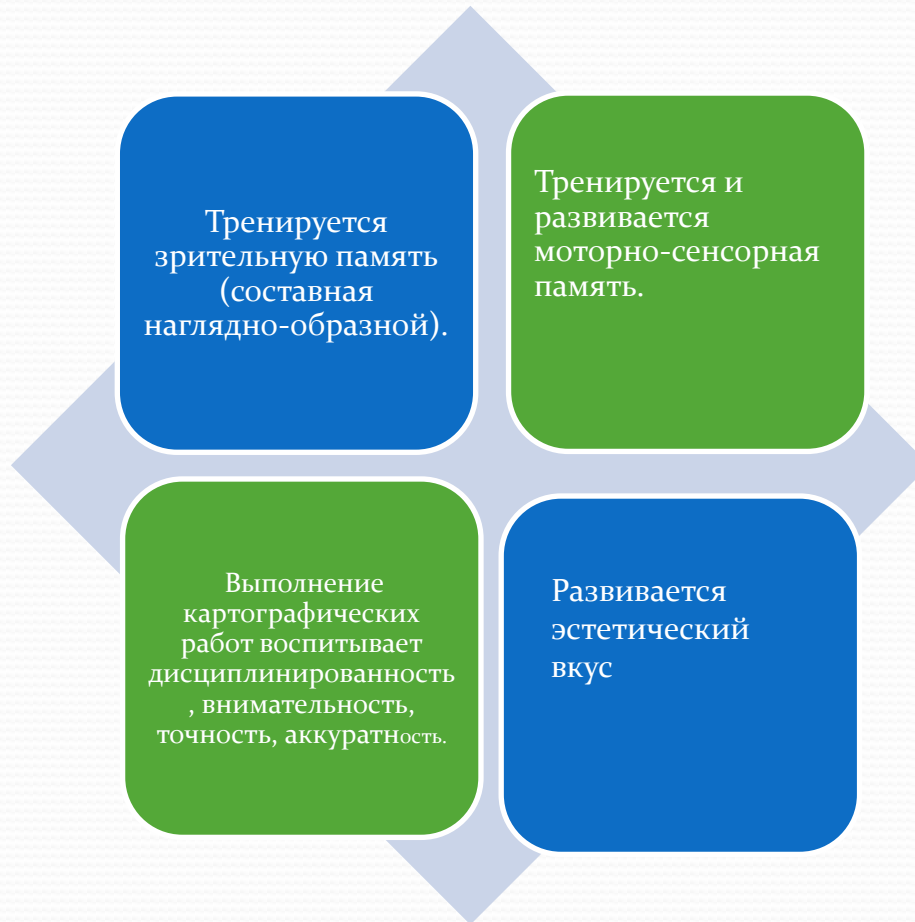 Тренируется
зрительную память
(составная
наглядно-образной).
Тренируется и
развивается
моторно-сенсорная
память.
Выполнение
картографических
работ воспитывает
дисциплинированность
, внимательность,
точность, аккуратность.
Развивается
эстетический
вкус